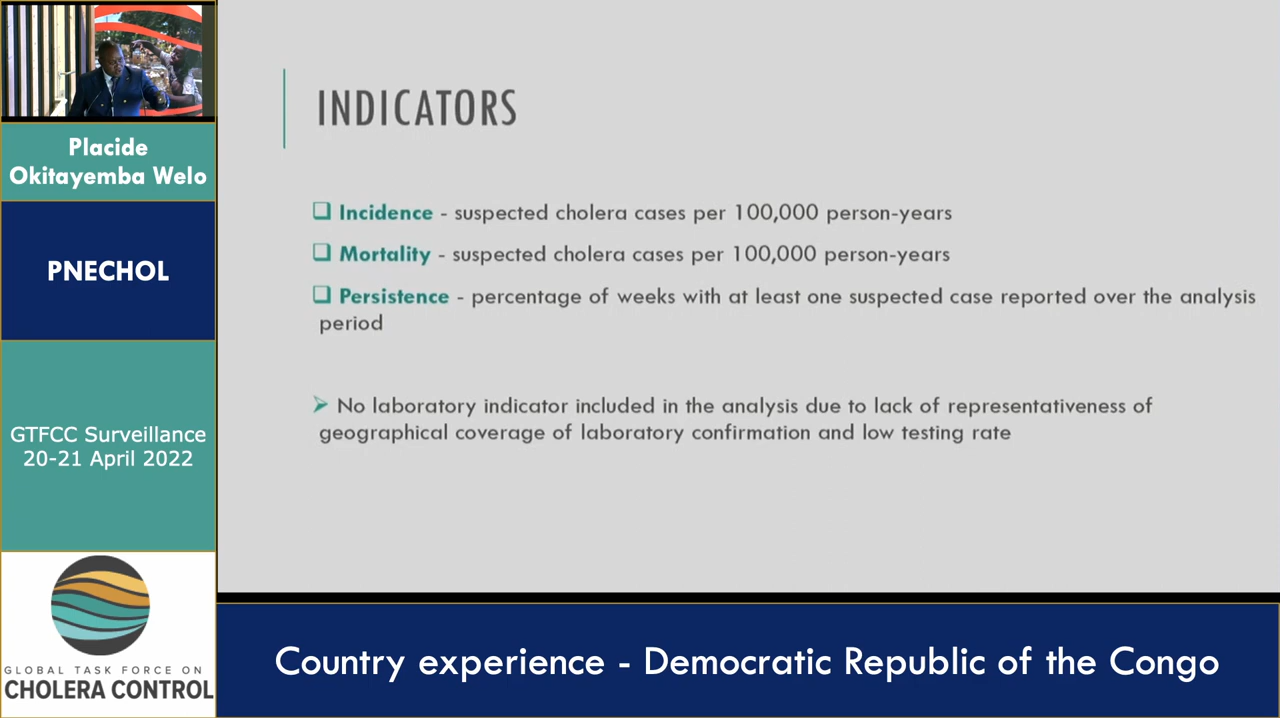 Placide
Okitayemba Welo
PNECHOL
GTFCC Surveillance
20-21 April 2022
GLOBAL TASK FORCE ON
CHOLERA CONTROL
INDICATORS
❑ Incidence - suspected cholera cases per 100,000 person-years
❑ Mortality - suspected cholera cases per 100,000 person-years
❑ Persistence - percentage of weeks with at least one suspected case reported over the analysis
period
➢ No laboratory indicator included in the analysis due to lack of representativeness of
geographical coverage of laboratory confirmation and low testing rate
Country experience - Democratic Republic of the Congo